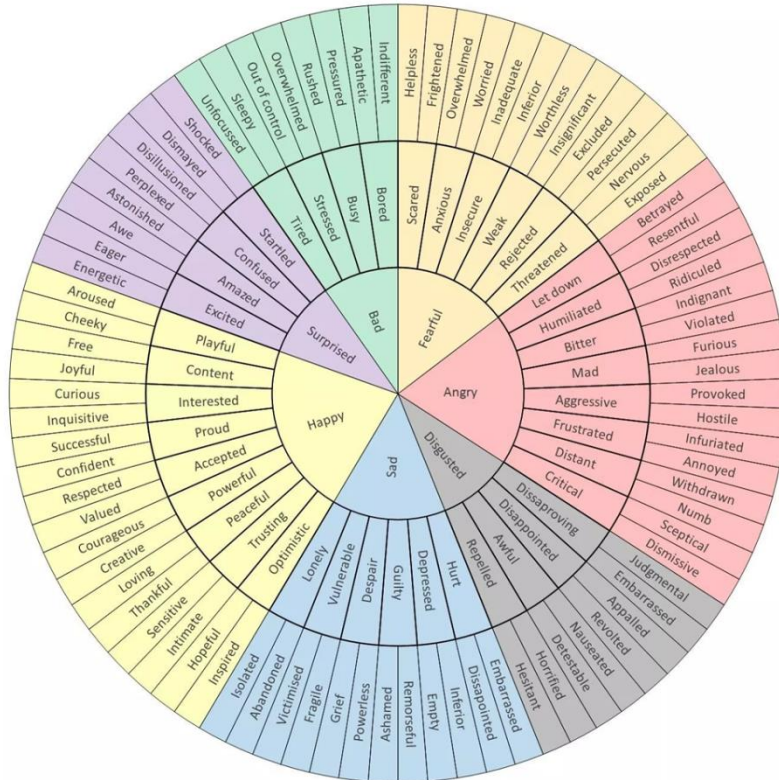 Fearful
Scared
Anxious
Insecure
Weak
Rejected
Threatened
Helpless
Frightened
Overwhelmed
Worried
Inadequate
Inferior
Worthless
Insignificant
Excluded
Persecuted
Nervous
Exposed
Angry
Let down
Humiliated
Bitter
Mad
Aggressive
Frustrated
Distant
Critical
Betrayed
Resentful
Disrespected
Ridiculed
Indignant
Violated
Furious
Jealous
Provoked
Hostile
Infuriated
Annoyed
Withdrawn
Numb
Sceptical
Dismissive
Disgusted
Dissaproving
Disappointed
Awful
Repelled
Judgmental
Embarrassed
Appalled
Revolted
Nauseated
Detestable
Horrified
Hesitant
Sad
Hurt
Depressed
Guilty
Despair
Vulnerable
Lonely
Embarrassed
Dissapointed
Inferior
Empty
Remorseful
Ashamed
Powerless
Grief
Fragile
Victimised
Abandoned
Isolated
Happy
Optimistic
Trusting
Peaceful
Powerful
Accepted
Proud
Interested
Content
Playful
Inspired
Hopeful
Intimate
Sensitive
Thankful
Loving
Creative
Courageous
Valued
Respected
Confident
Successful
Inquisitive
Curious
Joyful
Free
Cheeky
Aroused
Surprised
Excited
Amazed
Confused
Startled
Energetic
Eager
Awe
Astonished
Perplexed
Disillusioned
Dismayed
Shocked
Bad
Tired
Stressed
Busy
Bored
Unfocussed
Sleepy
Out of control
Overwhelmed
Rushed
Pressured
Apathetic
Indifferent